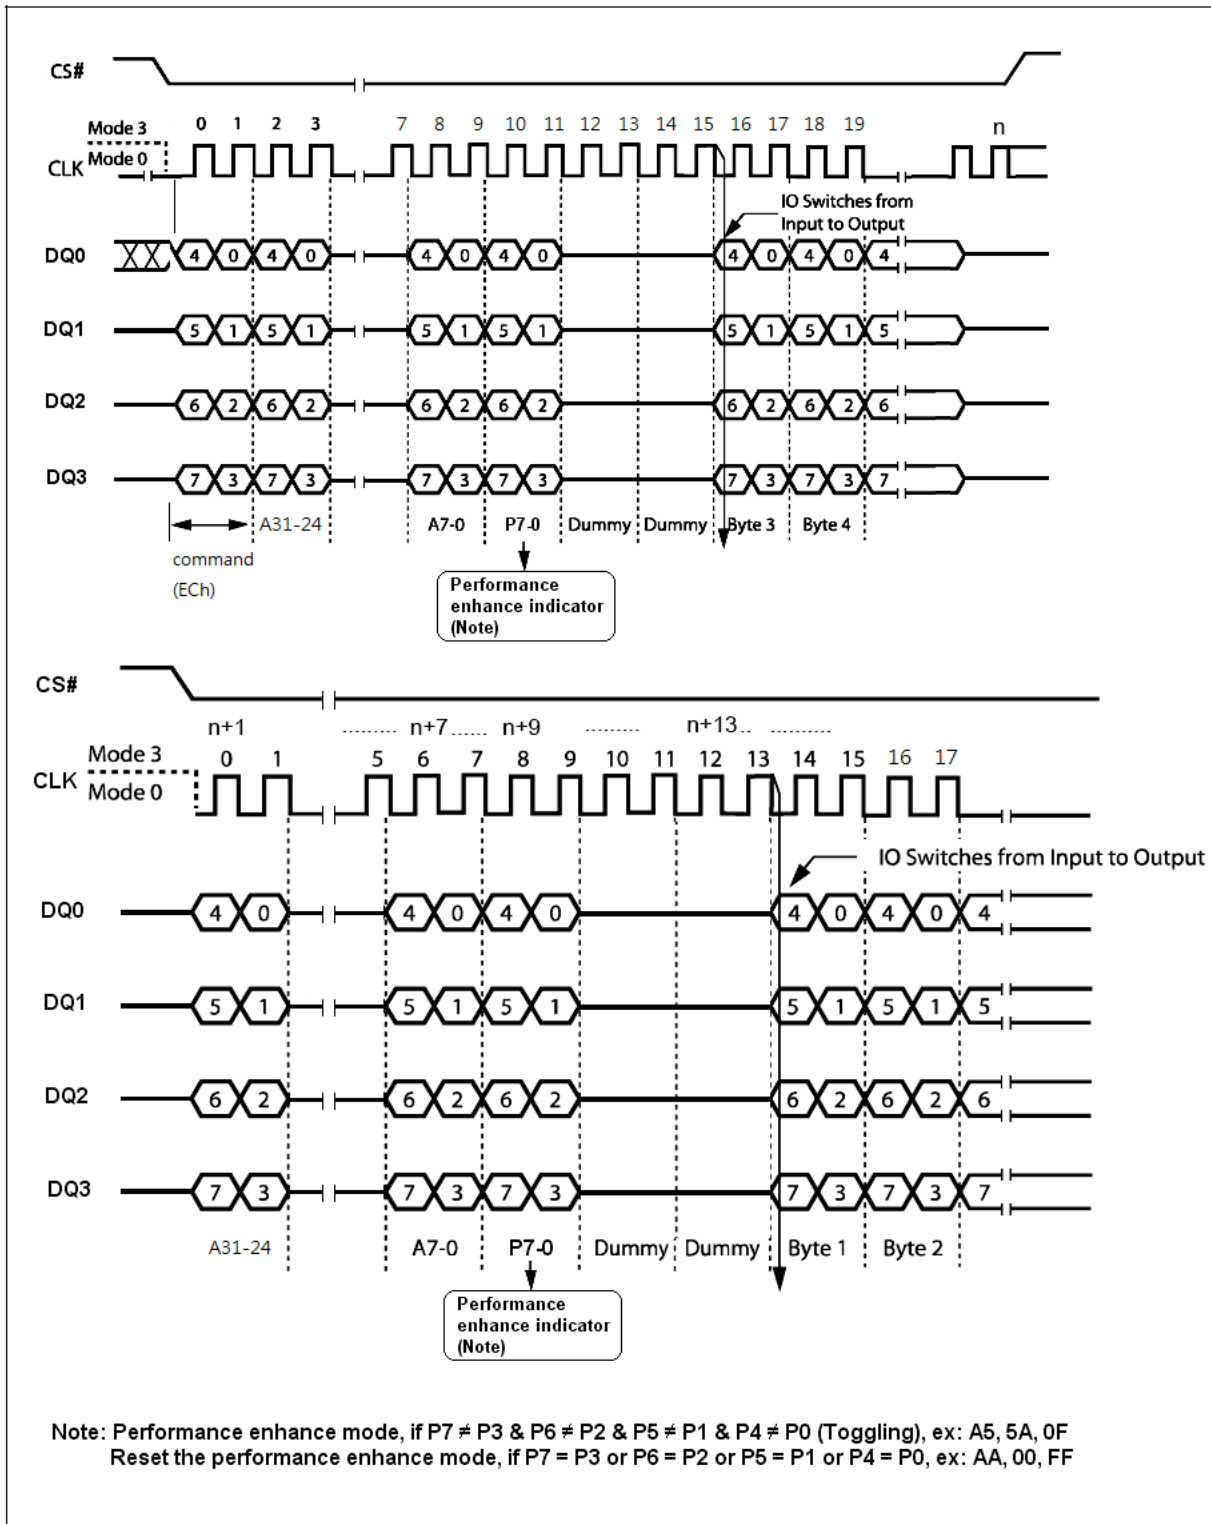 CS#
Mode 3
0 1 2 3 7 8 9 10 11 12 13 14 15 16 17 18 19 n
CLK Mode 0
IO Switches from
Input to Output
DQ0 4 0 4 0 4 0 4 0 4 0 4 0 4
DQ1 5 1 5 1 5 1 5 1 5 1 5 1 5
DQ2 6 2 6 2 6 2 6 2 6 2 6 2 6
DQ3 7 3 7 3 7 3 7 3 7 3 7 3 7
A31-24 A7-0 P7-0 Dummy Dummy Byte 3 Byte 4
command
(ECh)
Performance
enhance indicator
(Note)
CS#
n+1 ......... n+7 ...... n+9 ......... n+13 .. ..........
Mode 3
0 1 5 6 7 8 9 10 11 12 13 14 15 16 17
CLK
Mode 0
IO Switches from Input to Output
DQ0 4 0 4 0 4 0 4 0 4 0 4
DQ1 5 1 5 1 5 1 5 1 5 1 5
DQ2 6 2 6 2 6 2 6 2 6 2 6
DQ3 7 3 7 3 7 3 7 3 7 3 7
A31-24 A7-0 P7-0 Dummy Dummy Byte 1 Byte 2
Performance
enhance indicator
(Note)
Note: Performance enhance mode, if P7 ≠ P3 & P6 ≠ P2 & P5 ≠ P1 & P4 ≠ P0 (Toggling), ex: A5, 5A, 0F
Reset the performance enhance mode, if P7 = P3 or P6 = P2 or P5 = P1 or P4 = P0, ex: AA, 00, FF